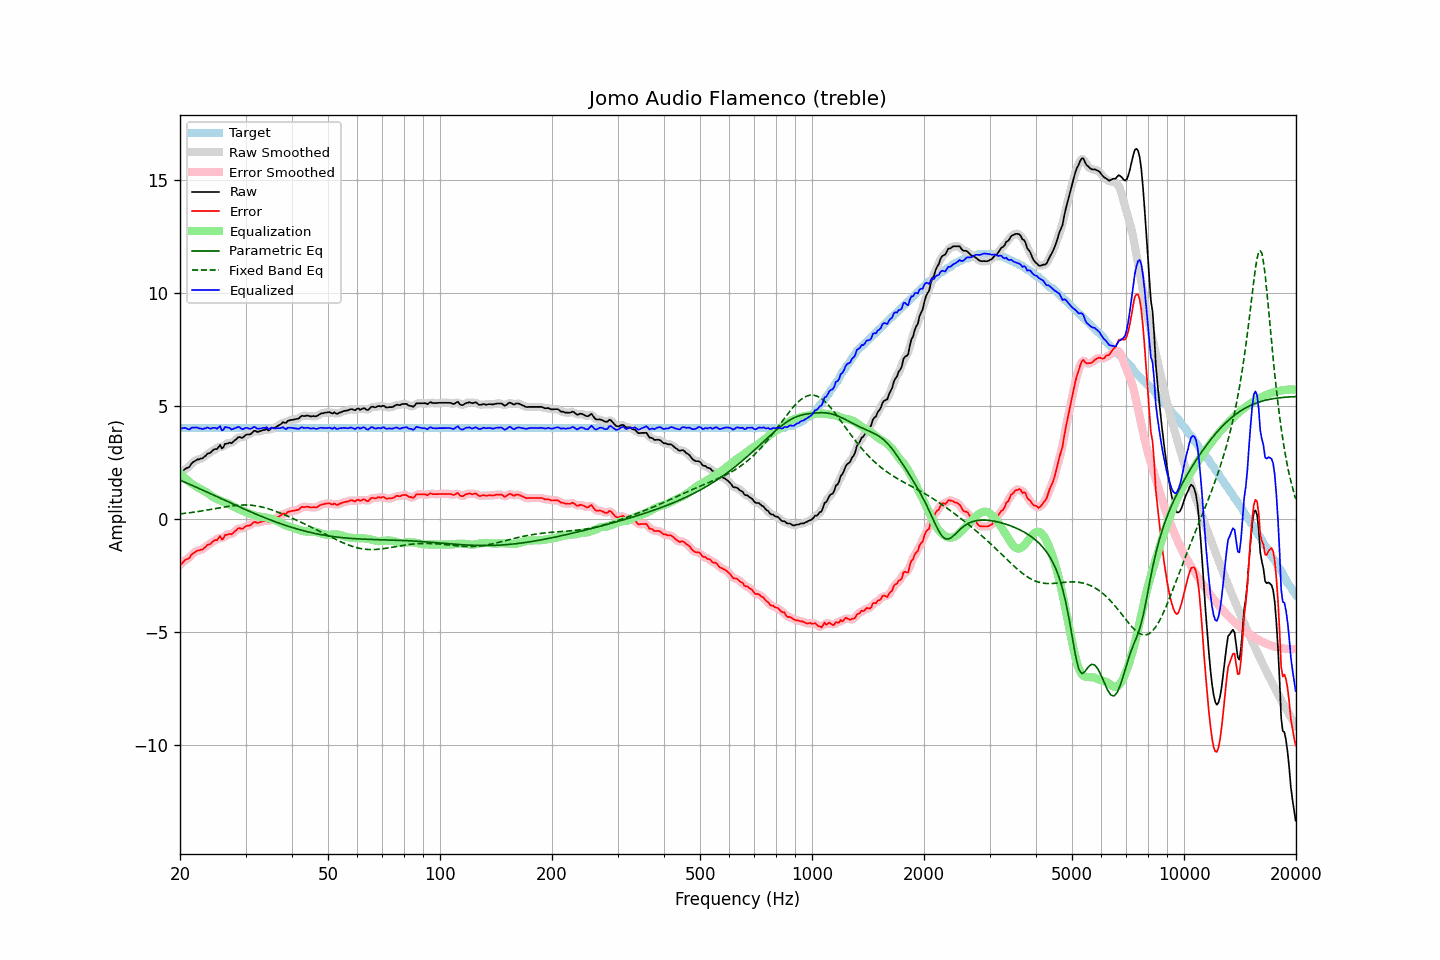 Jomo Audio Flamenco (treble)
Target
Raw Smoothed
Error Smoothed
Raw
Error
Equalization
Parametric Eq
Fixed Band Eq
Equalized
Amplitude (dBr)
15
10
5
0
−5
−10
20 50 100 200 500 1000 2000 5000 10000 20000
Frequency (Hz)